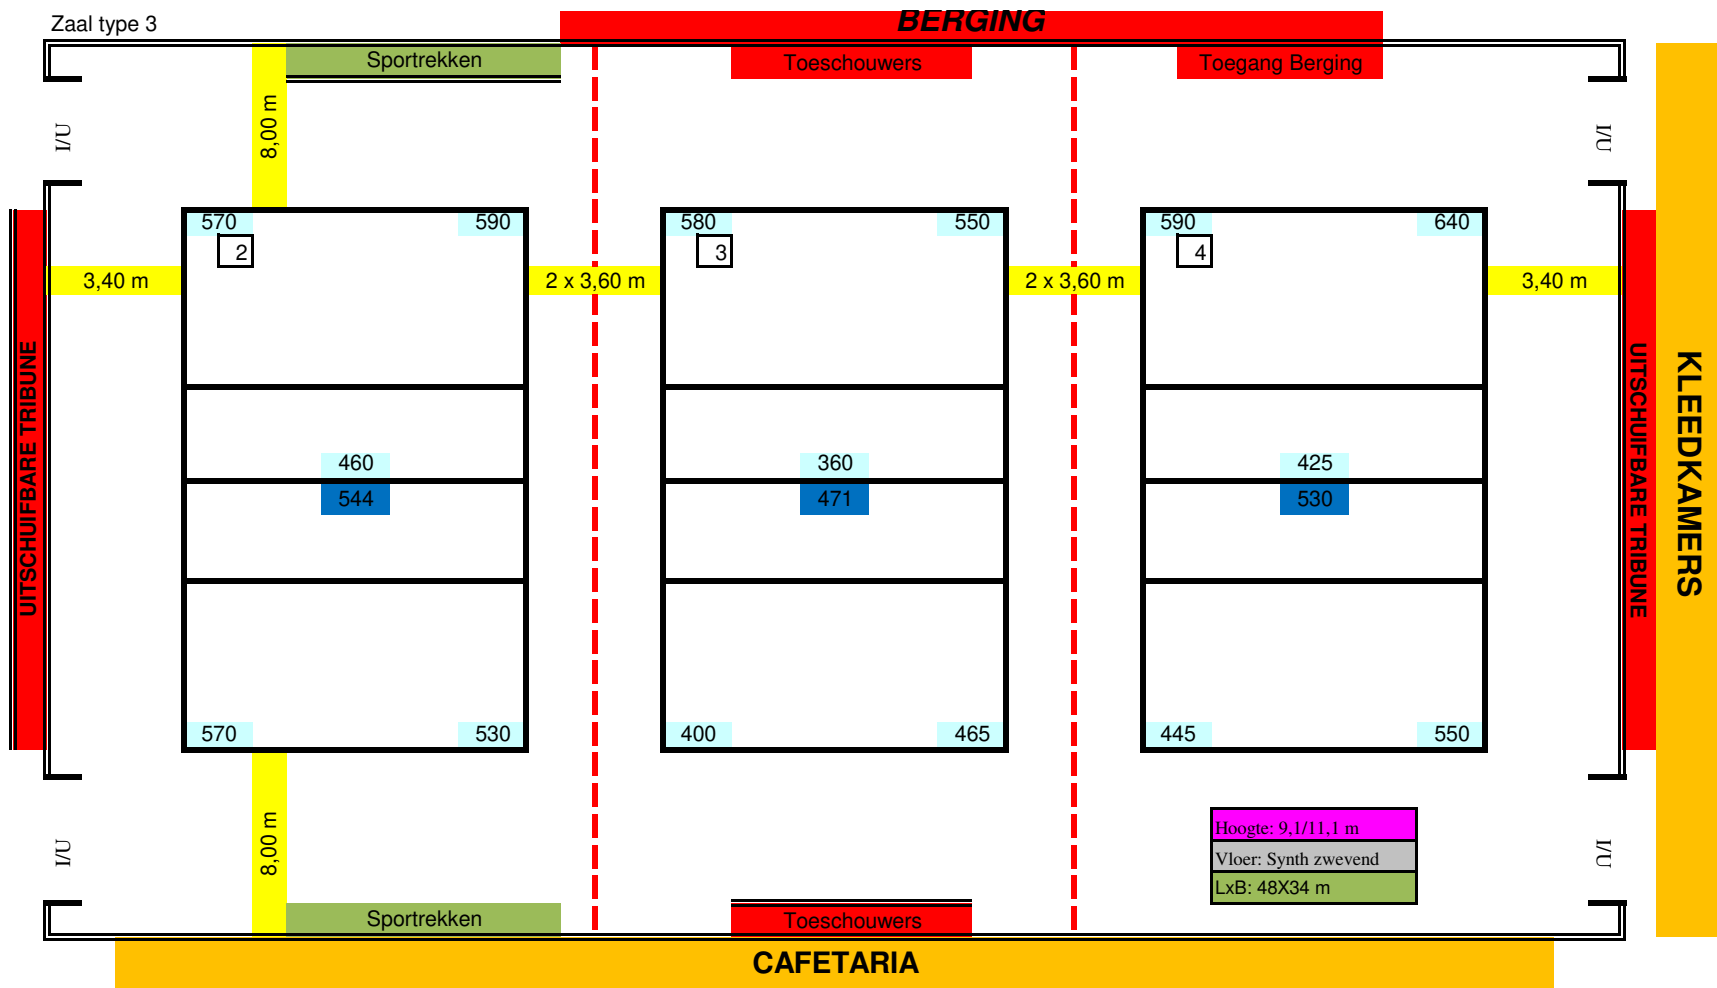 Zaal type 3
BERGING
Sportrekken
Toeschouwers
Toegang Berging
8,00 m
I/U
I/U
570
590
580
550
590
640
2
3
4
3,40 m
2 x 3,60 m
2 x 3,60 m
3,40 m
UITSCHUIFBARE TRIBUNE
UITSCHUIFBARE TRIBUNE
KLEEDKAMERS
460
360
425
544
471
530
570
530
400
465
445
550
8,00 m
I/U
I/U
Hoogte: 9,1/11,1 m
Vloer: Synth zwevend
LxB: 48X34 m
Sportrekken
Toeschouwers
CAFETARIA